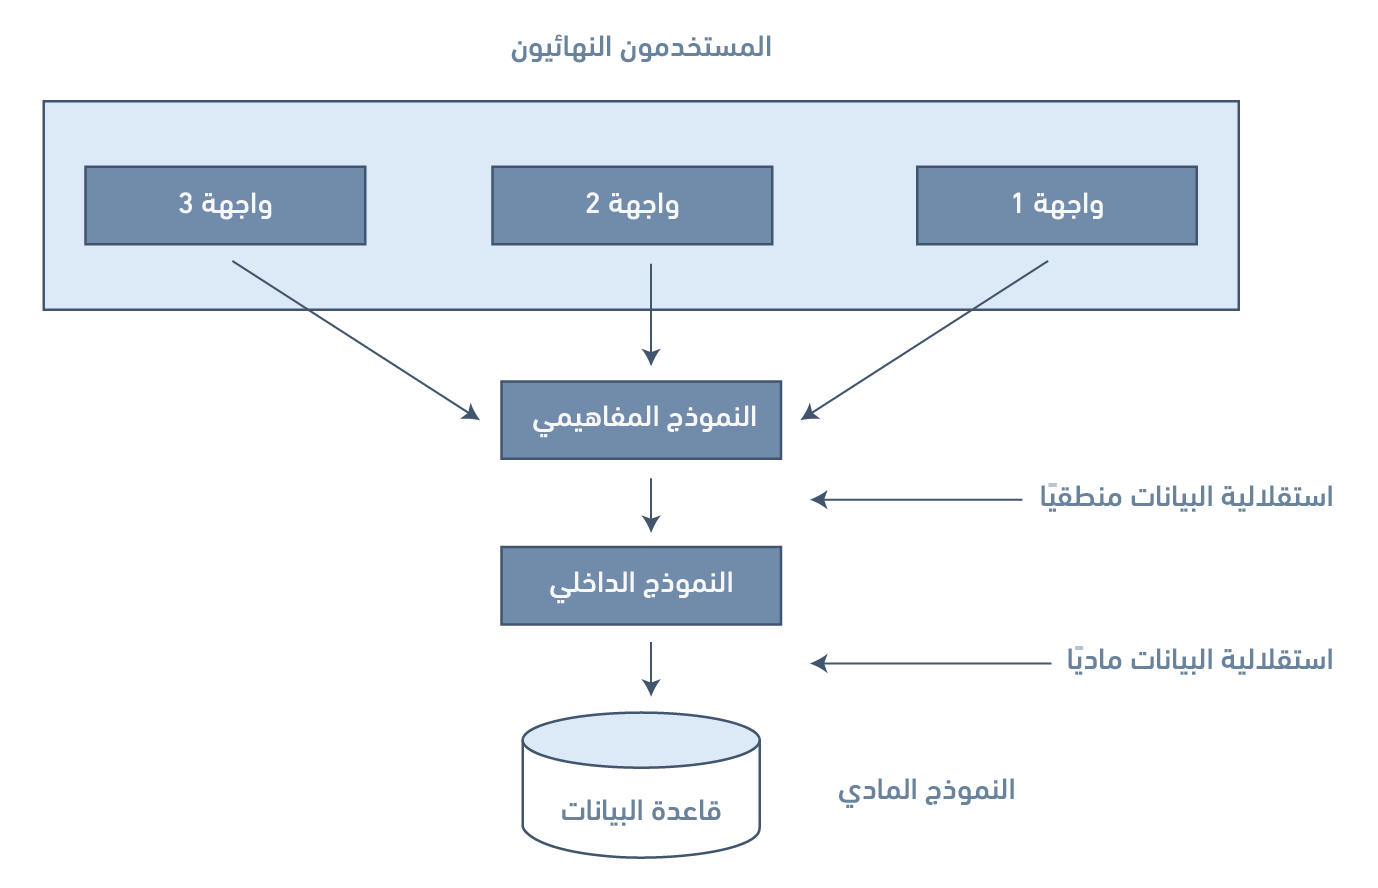 المستخدمون النهائيون
واجهة 1
واجهة 2
واجهة 3
النموذج المفاهيمي
استقلالية البيانات منطقيًا
النموذج الداخلي
استقلالية البيانات ماديًا
النموذج المادي
قاعدة البيانات